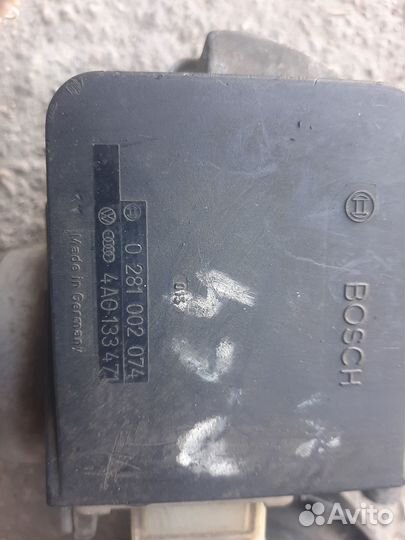 BOSCH
0 281 002 074
4A0 133 471
Made in Germany
Avito